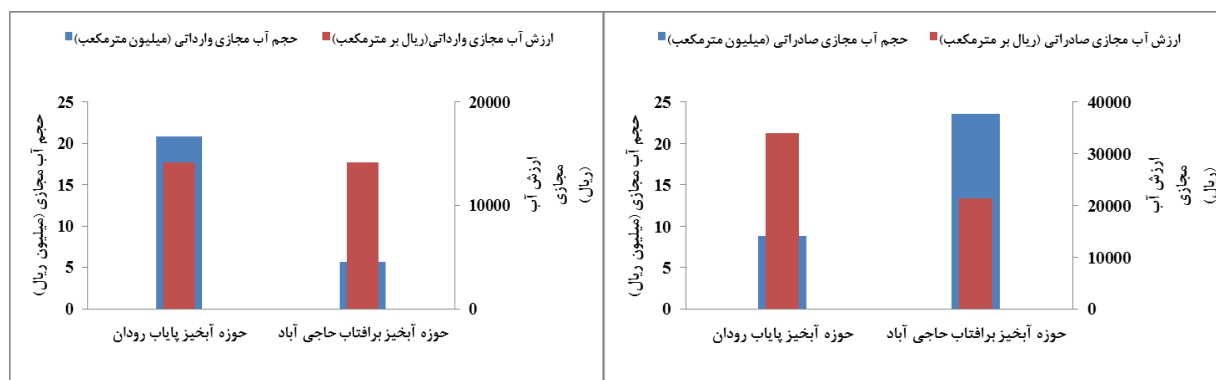 حجم آب مجازی وارداتی (میلیون مترمکعب) ارزش آب مجازی وارداتی(ریال بر مترمکعب)
حجم آب مجازی (میلیون ریال)
25
20
15
10
5
0
20000
10000
0
ارزش آب
مجازی
(ریال)
حوزه آبخیز پایاب رودان حوزه آبخیز برافتاب حاجی آباد
حجم آب مجازی صادراتی (میلیون مترمکعب) ارزش آب مجازی صادراتی (ریال بر مترمکعب)
حجم آب مجازی (میلیون ریال)
25
20
15
10
5
0
40000
30000
20000
10000
0
ارزش آب
مجازی
(ریال)
حوزه آبخیز پایاب رودان حوزه آبخیز برافتاب حاجی آباد